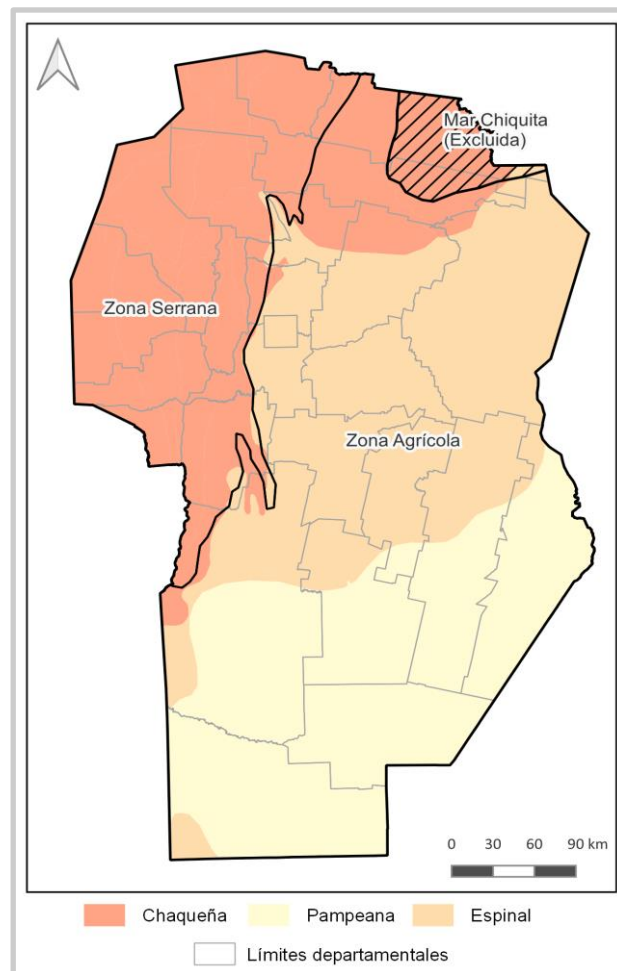 Mar Chiquita
(Excluida)
Zona Serrana
Zona Agrícola
0 30 60 90 km
Chaqueña Pampeana Espinal
Límites departamentales